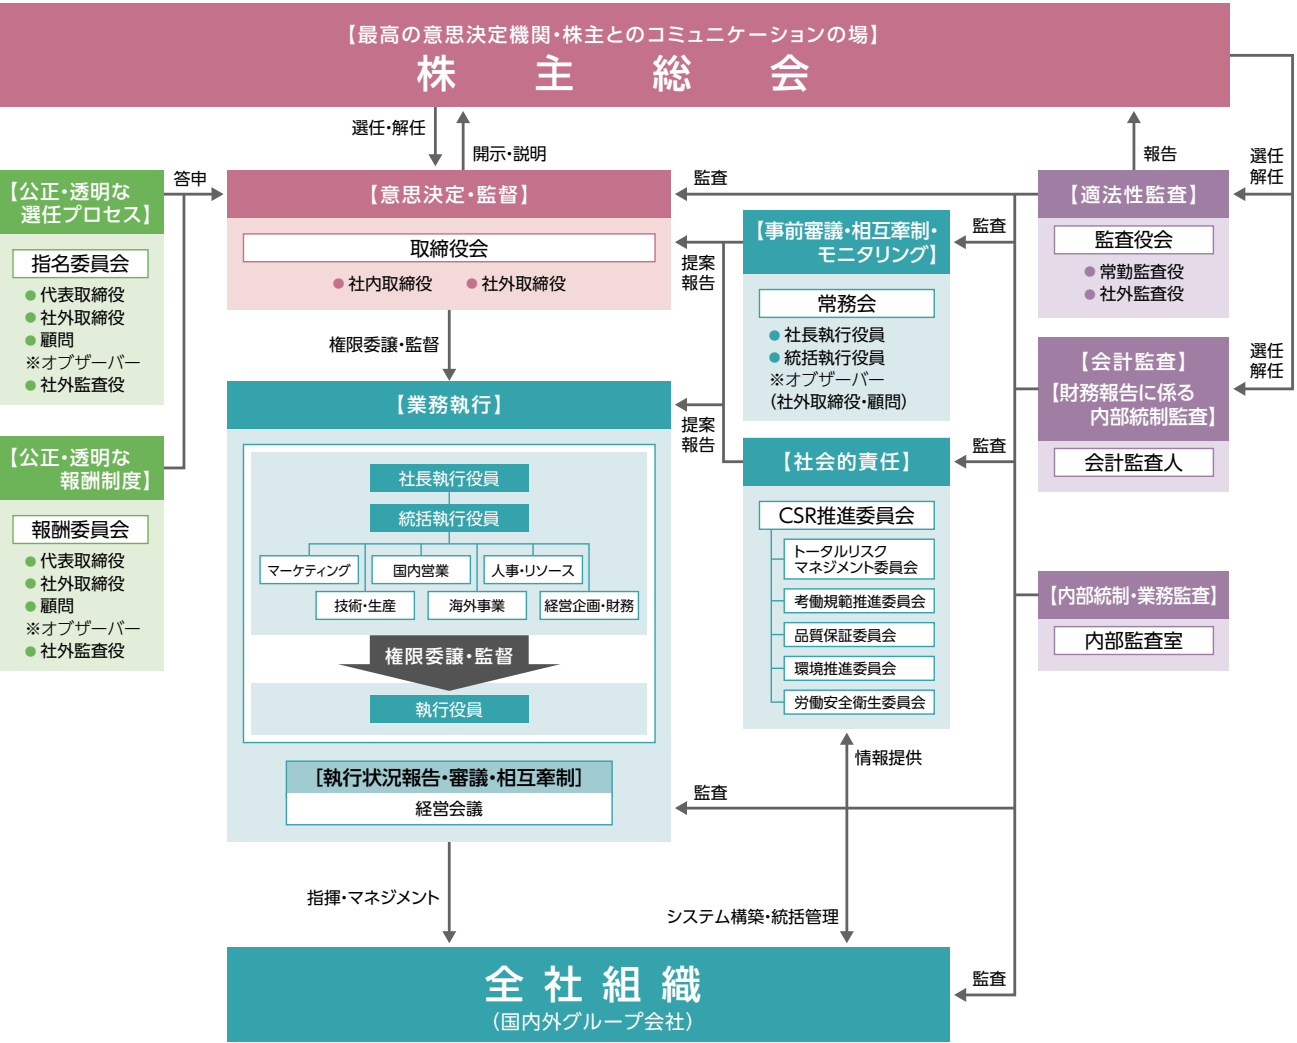 【最高の意思決定機関・株主とのコミュニケーションの場】
株主総会
選任・解任
開示・説明
報告
選任
解任
【公正・透明な
選任プロセス】
指名委員会
●代表取締役
●社外取締役
●顧問
※オブザーバー
●社外監査役
答申
【公正・透明な
報酬制度】
報酬委員会
●代表取締役
●社外取締役
●顧問
※オブザーバー
●社外監査役
【意思決定・監督】
取締役会
●社内取締役 ●社外取締役
権限委譲・監督
監査
提案
報告
【事前審議・相互牽制・
モニタリング】
常務会
●社長執行役員
●統括執行役員
※オブザーバー
(社外取締役・顧問)
監査
【適法性監査】
監査役会
●常勤監査役
●社外監査役
選任
解任
【会計監査】
【財務報告に係る
内部統制監査】
会計監査人
【業務執行】
社長執行役員
統括執行役員
マーケティング
国内営業
人事・リソース
技術・生産
海外事業
経営企画・財務
権限委譲・監督
執行役員
[執行状況報告・審議・相互牽制]
経営会議
提案
報告
【社会的責任】
CSR推進委員会
トータルリスク
マネジメント委員会
考働規範推進委員会
品質保証委員会
環境推進委員会
労働安全衛生委員会
監査
【内部統制・業務監査】
内部監査室
情報提供
監査
指揮・マネジメント
システム構築・統括管理
全社組織
(国内外グループ会社)
監査